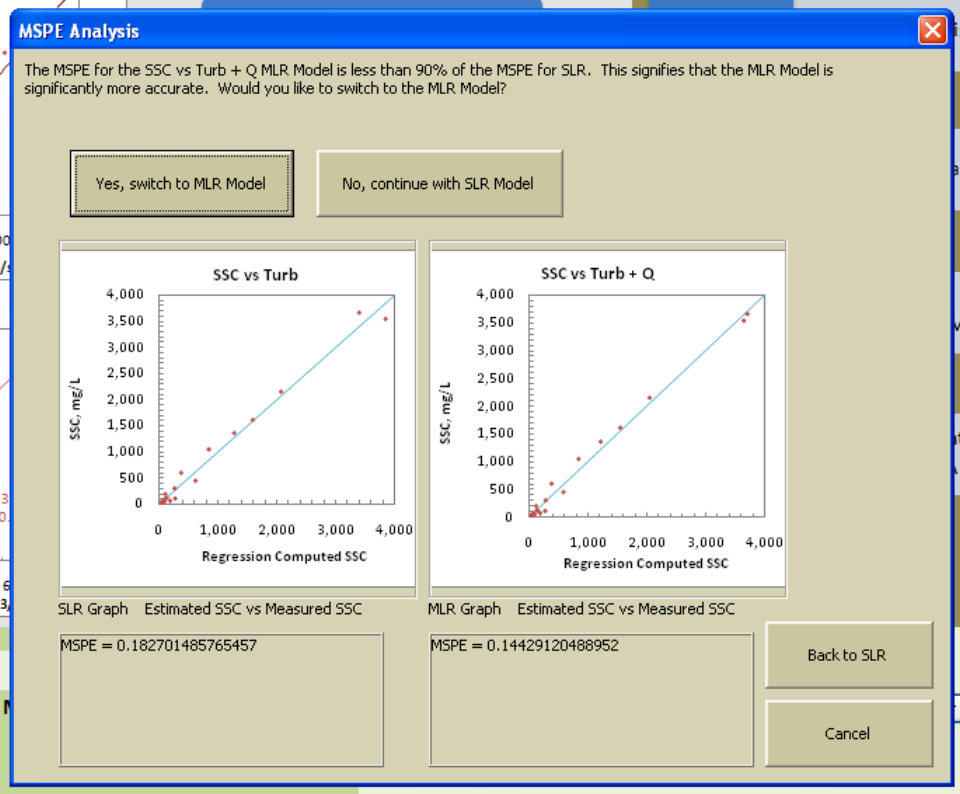 MSPE Analysis
The MSPE for the SSC vs Turb + Q MLR Model is less than 90% of the MSPE for SLR.  This signifies that the MLR Model is
significantly more accurate.  Would you like to switch to the MLR Model?
Yes, switch to MLR Model
No, continue with SLR Model
SSC vs Turb
4,000
3,500
3,000
2,500
2,000
1,500
1,000
500
0
SSC, mg/L
0 1,000 2,000 3,000 4,000
Regression Computed SSC
SSC vs Turb + Q
4,000
3,500
3,000
2,500
2,000
1,500
1,000
500
0
SSC, mg/L
0 1,000 2,000 3,000 4,000
Regression Computed SSC
SLR Graph    Estimated SSC vs Measured SSC
MLR Graph    Estimated SSC vs Measured SSC
MSPE = 0.182701485765457
MSPE = 0.14429120488952
Back to SLR
Cancel